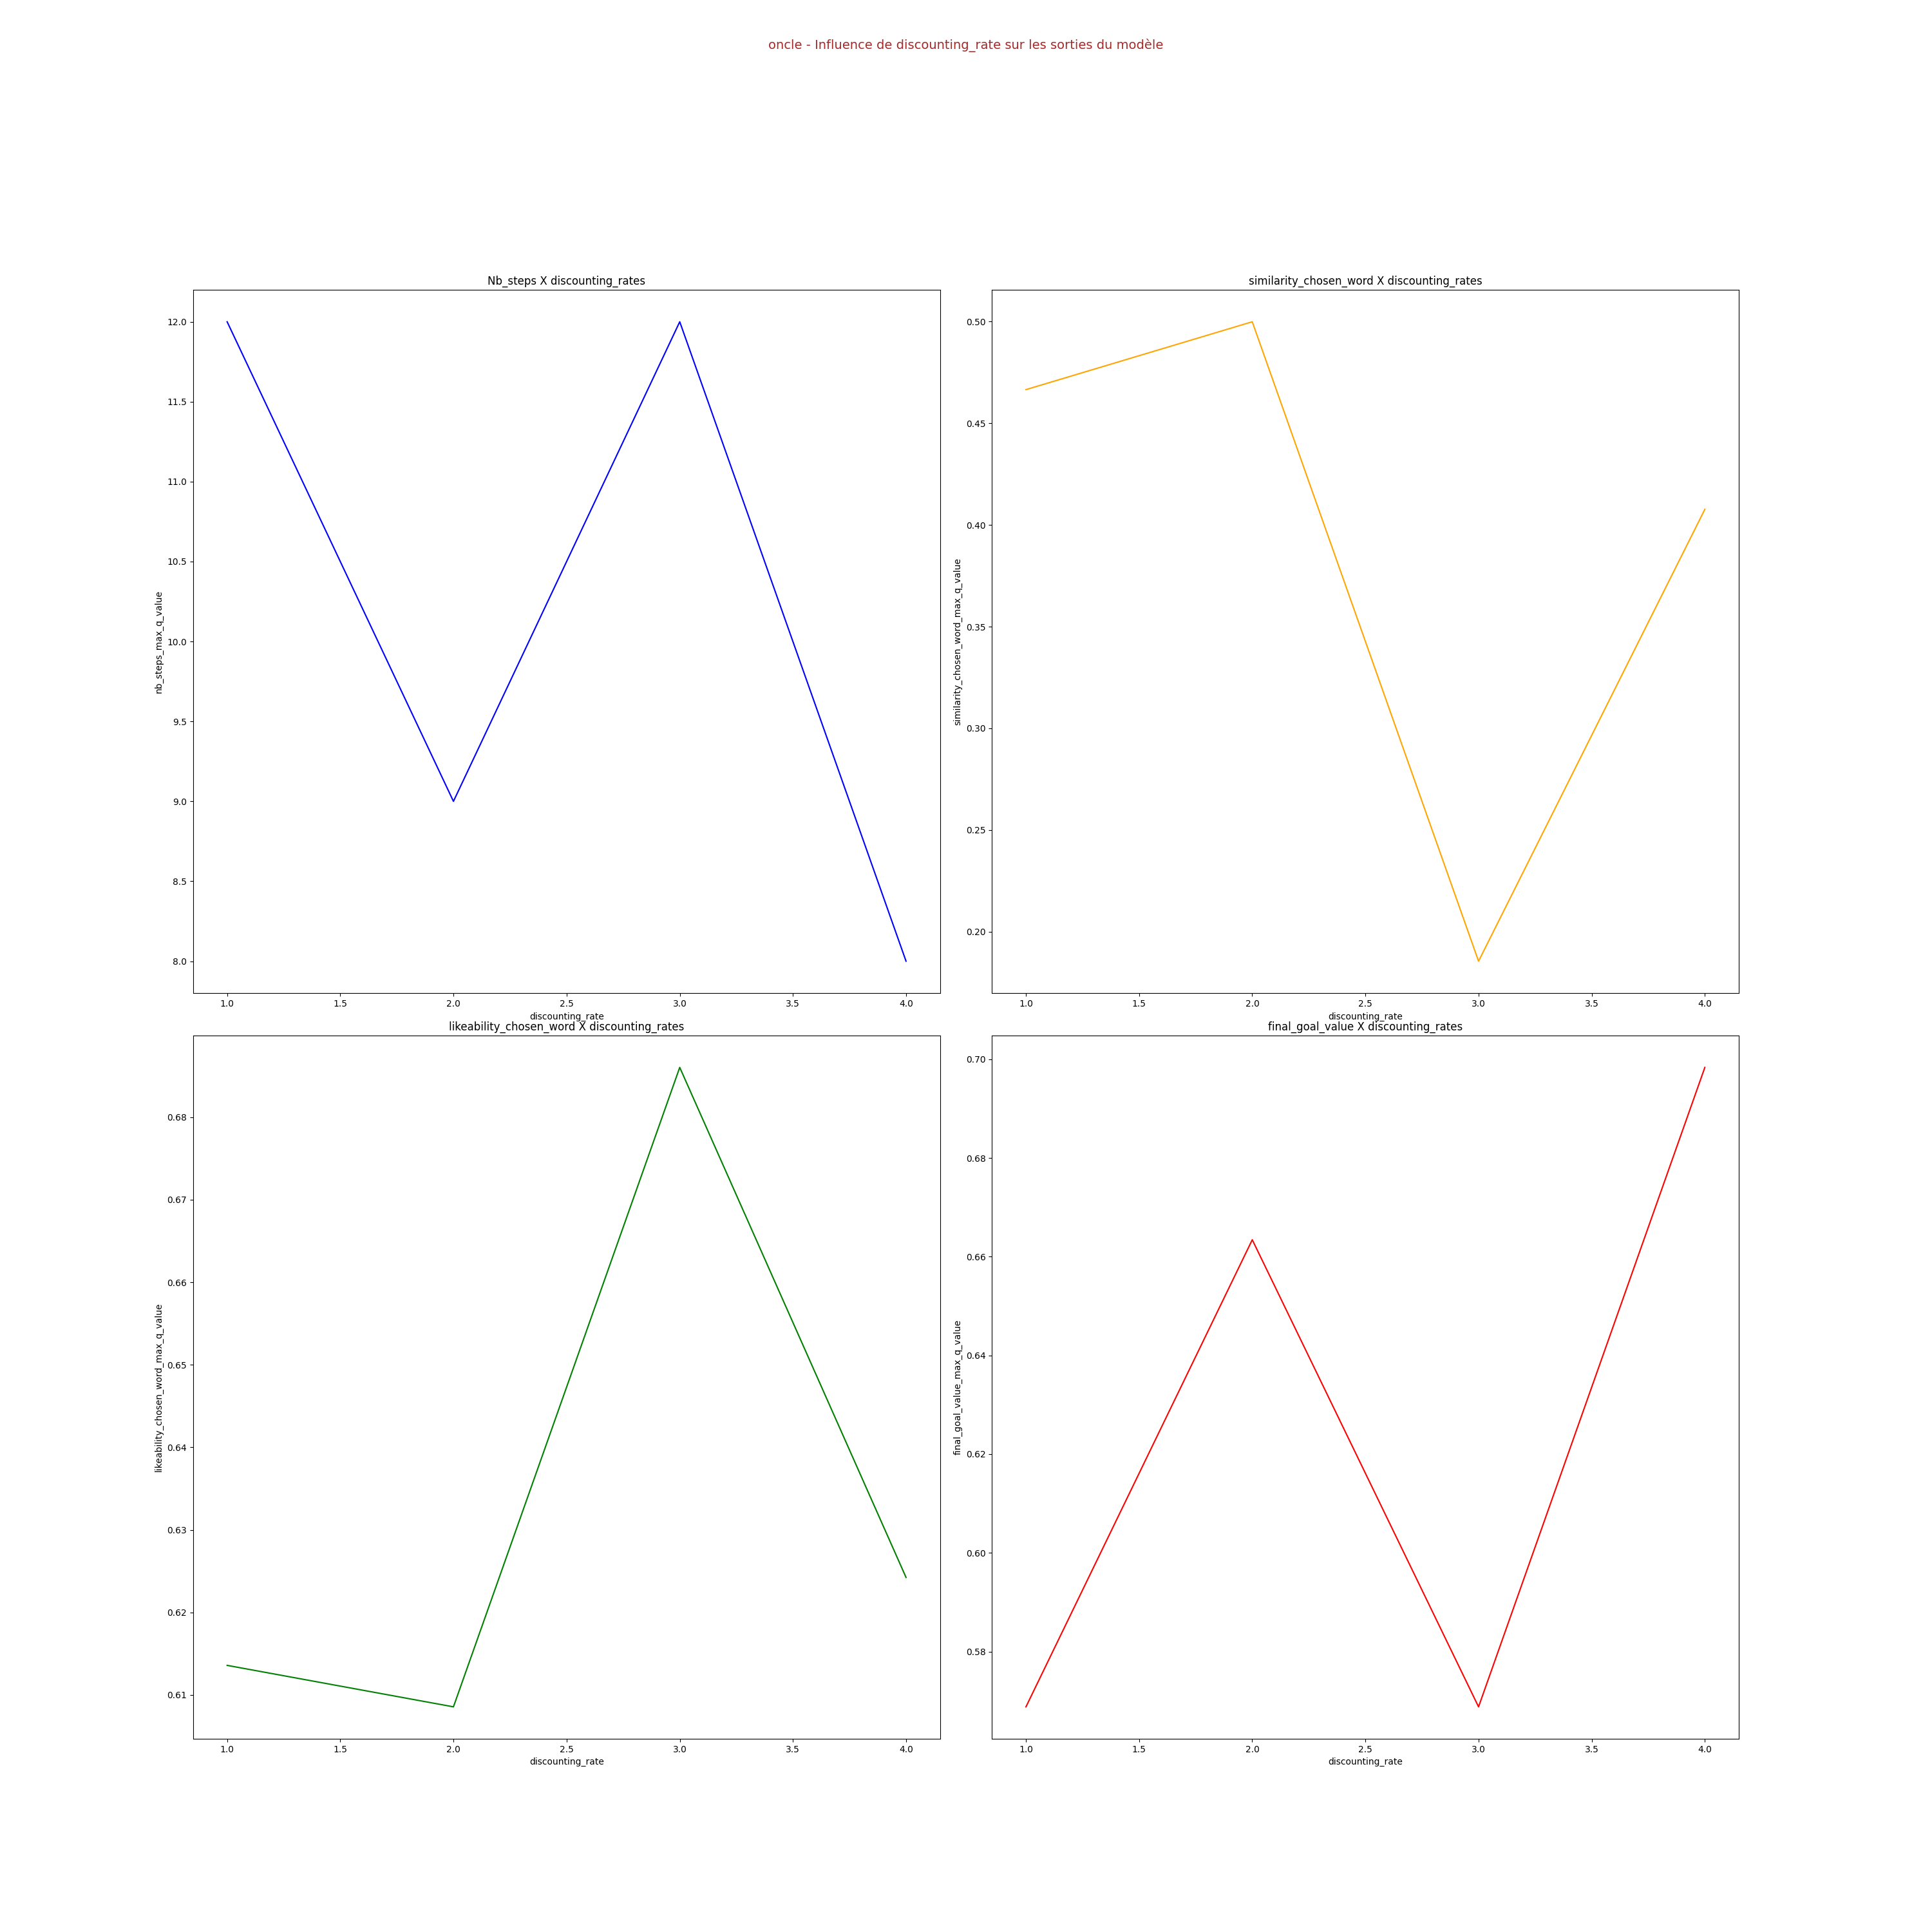 oncle - Influence de discounting_rate sur les sorties du modèle
Nb_steps X discounting_rates
nb_steps_max_q_value
12.0
11.5
11.0
10.5
10.0
9.5
9.0
8.5
8.0
1.0 1.5 2.0 2.5 3.0 3.5 4.0
discounting_rate
similarity_chosen_word X discounting_rates
similarity_chosen_word_max_q_value
0.50
0.45
0.40
0.35
0.30
0.25
0.20
1.0 1.5 2.0 2.5 3.0 3.5 4.0
discounting_rate
likeability_chosen_word X discounting_rates
likeability_chosen_word_max_q_value
0.68
0.67
0.66
0.65
0.64
0.63
0.62
0.61
1.0 1.5 2.0 2.5 3.0 3.5 4.0
discounting_rate
final_goal_value X discounting_rates
final_goal_value_max_q_value
0.70
0.68
0.66
0.64
0.62
0.60
0.58
1.0 1.5 2.0 2.5 3.0 3.5 4.0
discounting_rate